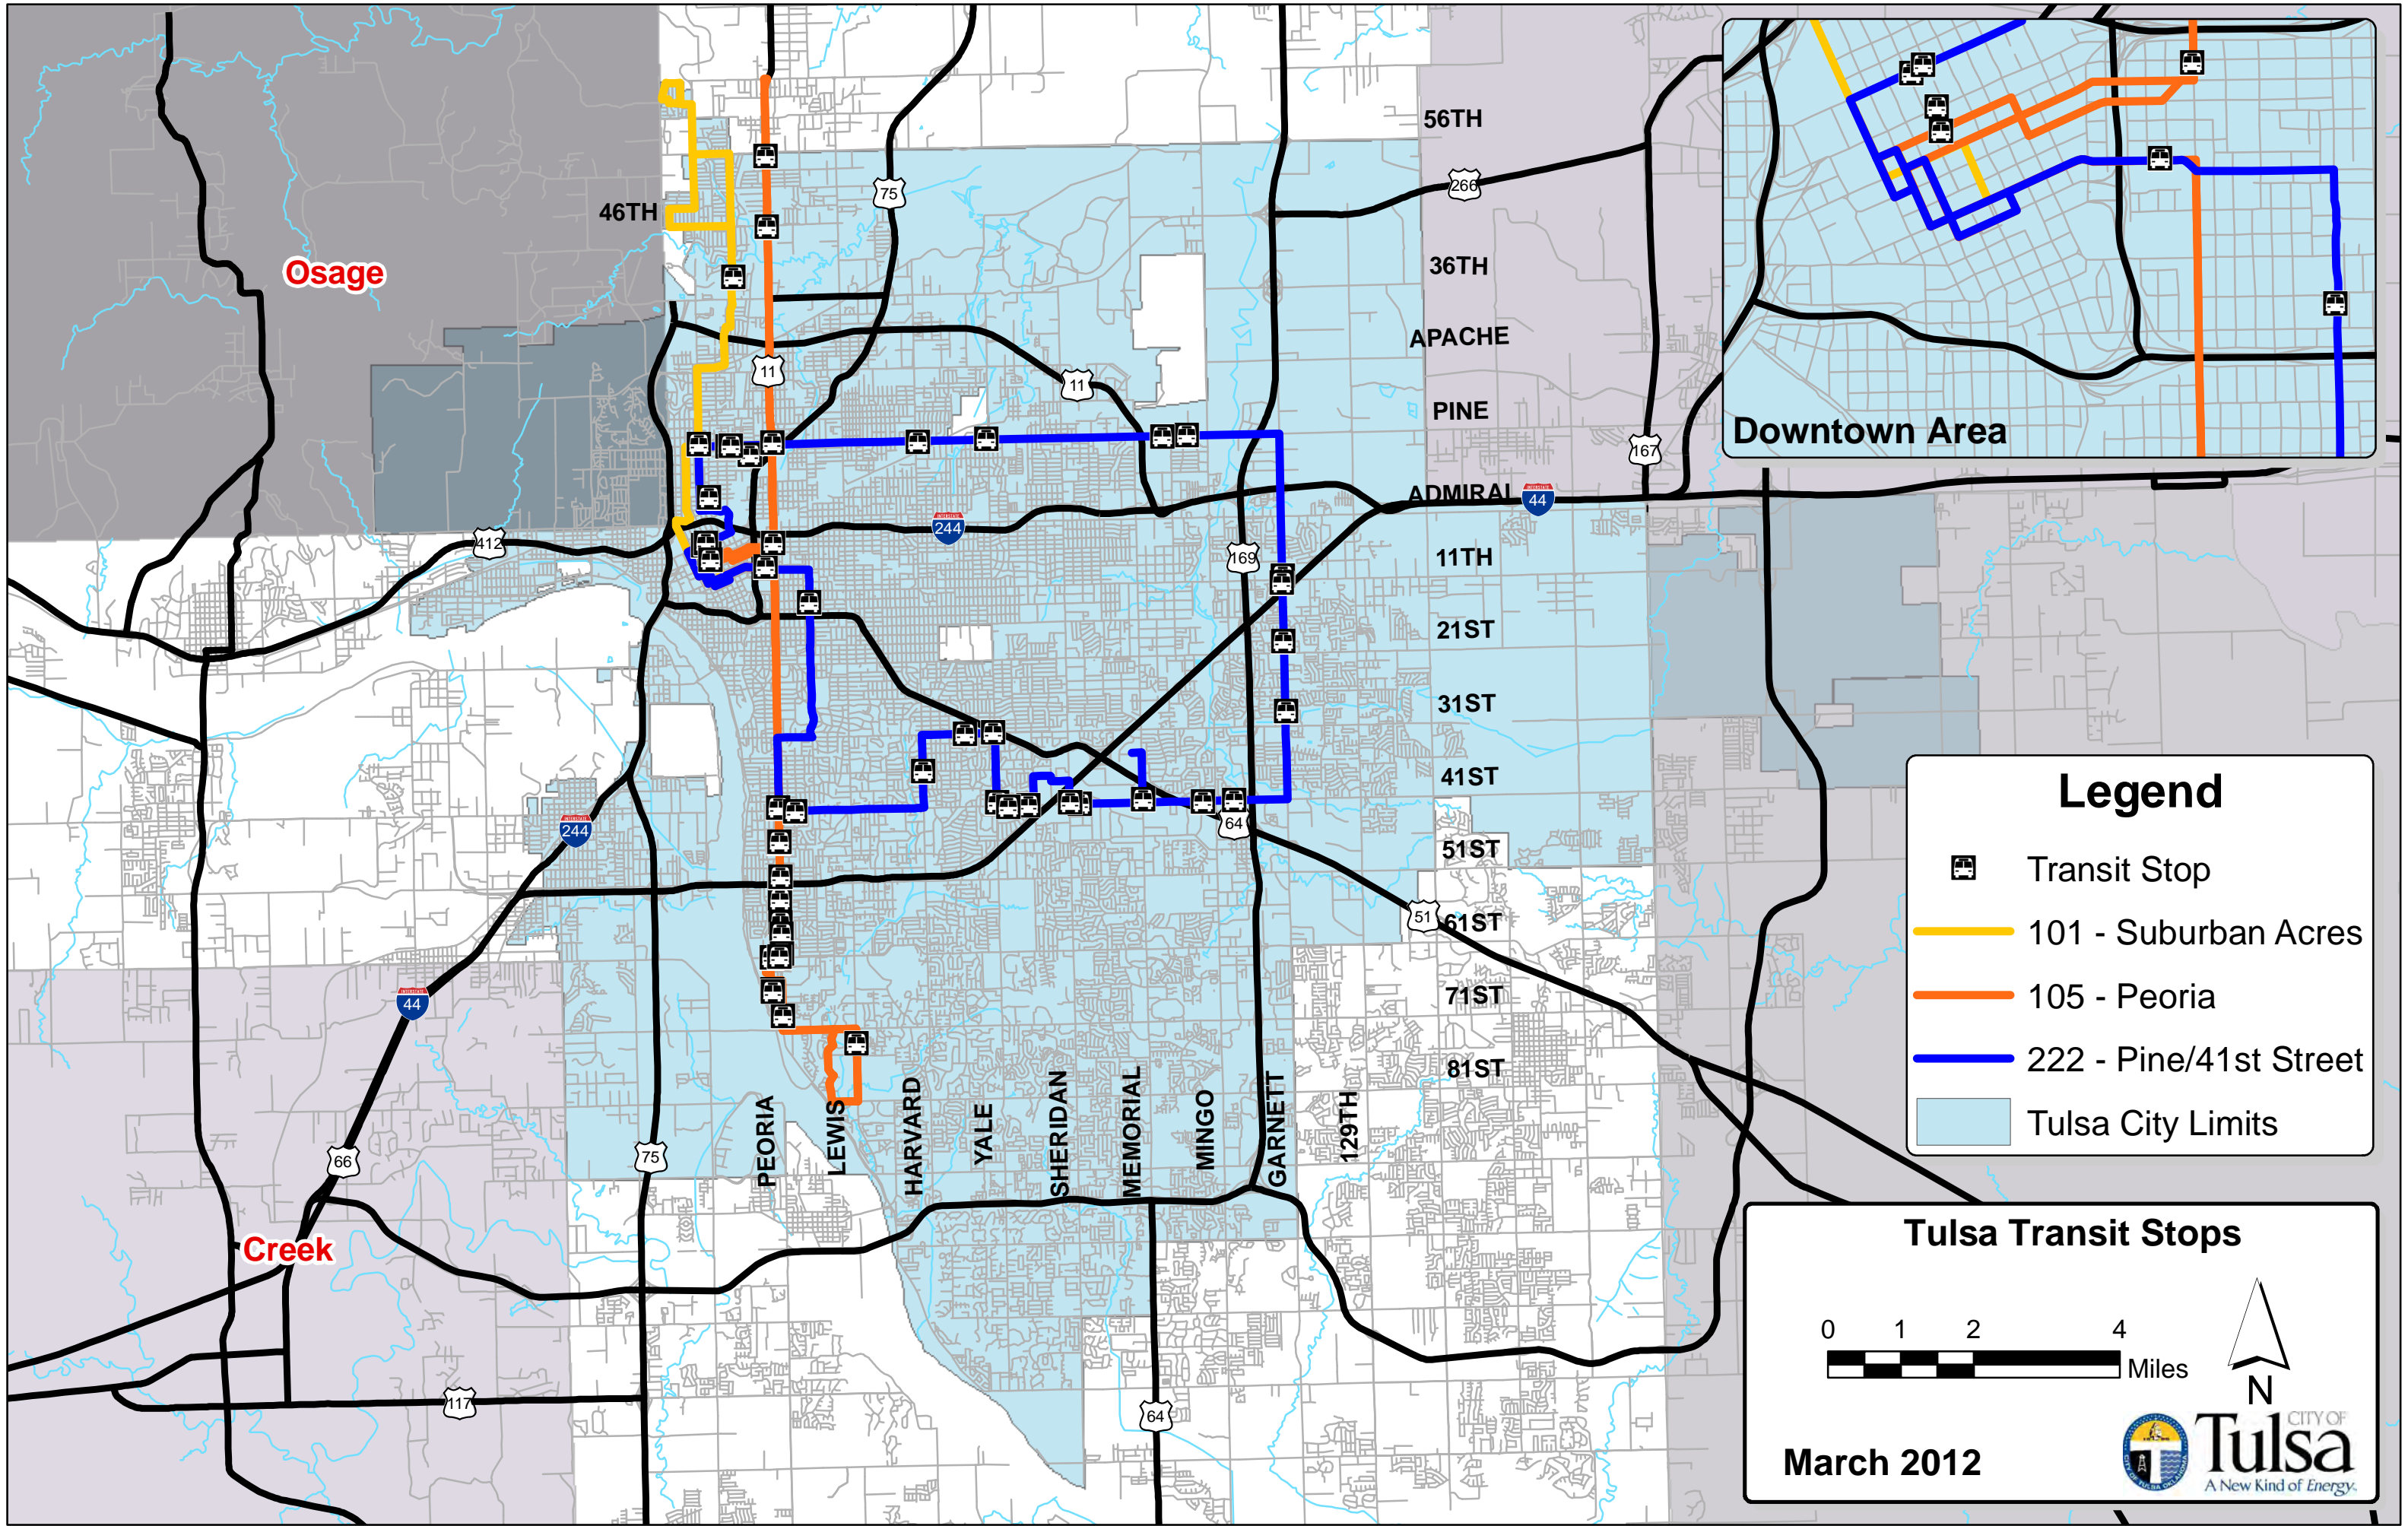 56TH
75
266
46TH
Osage
36TH
APACHE
11
11
PINE
167
ADMIRAL
44
244
412
169
11TH
21ST
31ST
41ST
244
64
51ST
51
61ST
44
71ST
81ST
66
75
PEORIA
LEWIS
HARVARD
YALE
SHERIDAN
MEMORIAL
MINGO
GARNETT
129TH
Creek
117
64
Downtown Area
Legend
Transit Stop
101 - Suburban Acres
105 - Peoria
222 - Pine/41st Street
Tulsa City Limits
Tulsa Transit Stops
0 1 2 4
Miles
N
March 2012
CITY OF
Tulsa
A New Kind of Energy.